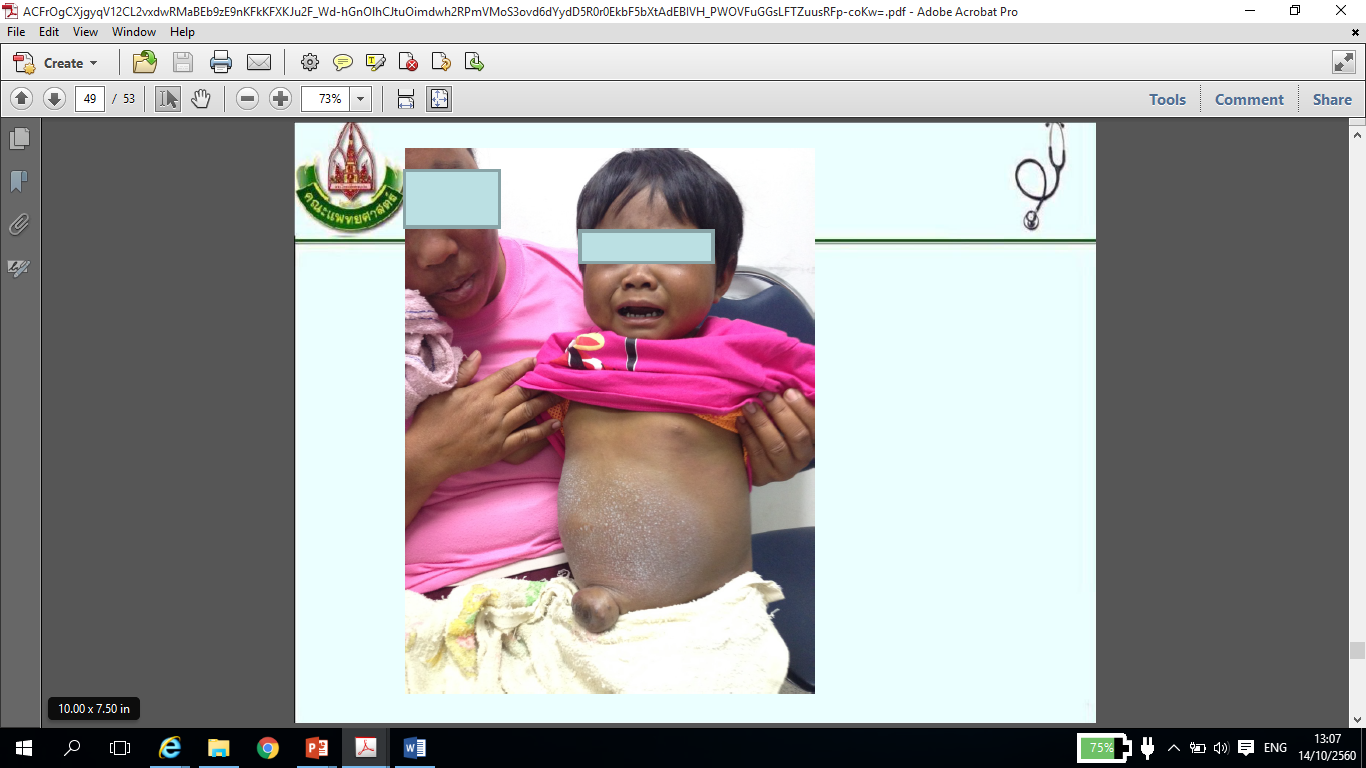 ACFrOgCXjgyqV12CL2vxdwRMaBEb9zE9nKFkKFXKJu2F_Wd-hGnOlhCJtuOimdwh2RPmVMoS3ovd6dYydD5R0r0EkbF5bXtAdEBlVH_PWOVFuGGsLFTZuusRFp-coKw=.pdf - Adobe Acrobat Pro
File Edit View Window Help
Create
49 / 53 73% Tools Comment Share
คณะแพทยศาสตร์
10.00 x 7.50 in
75% ENG 13:07
14/10/2560